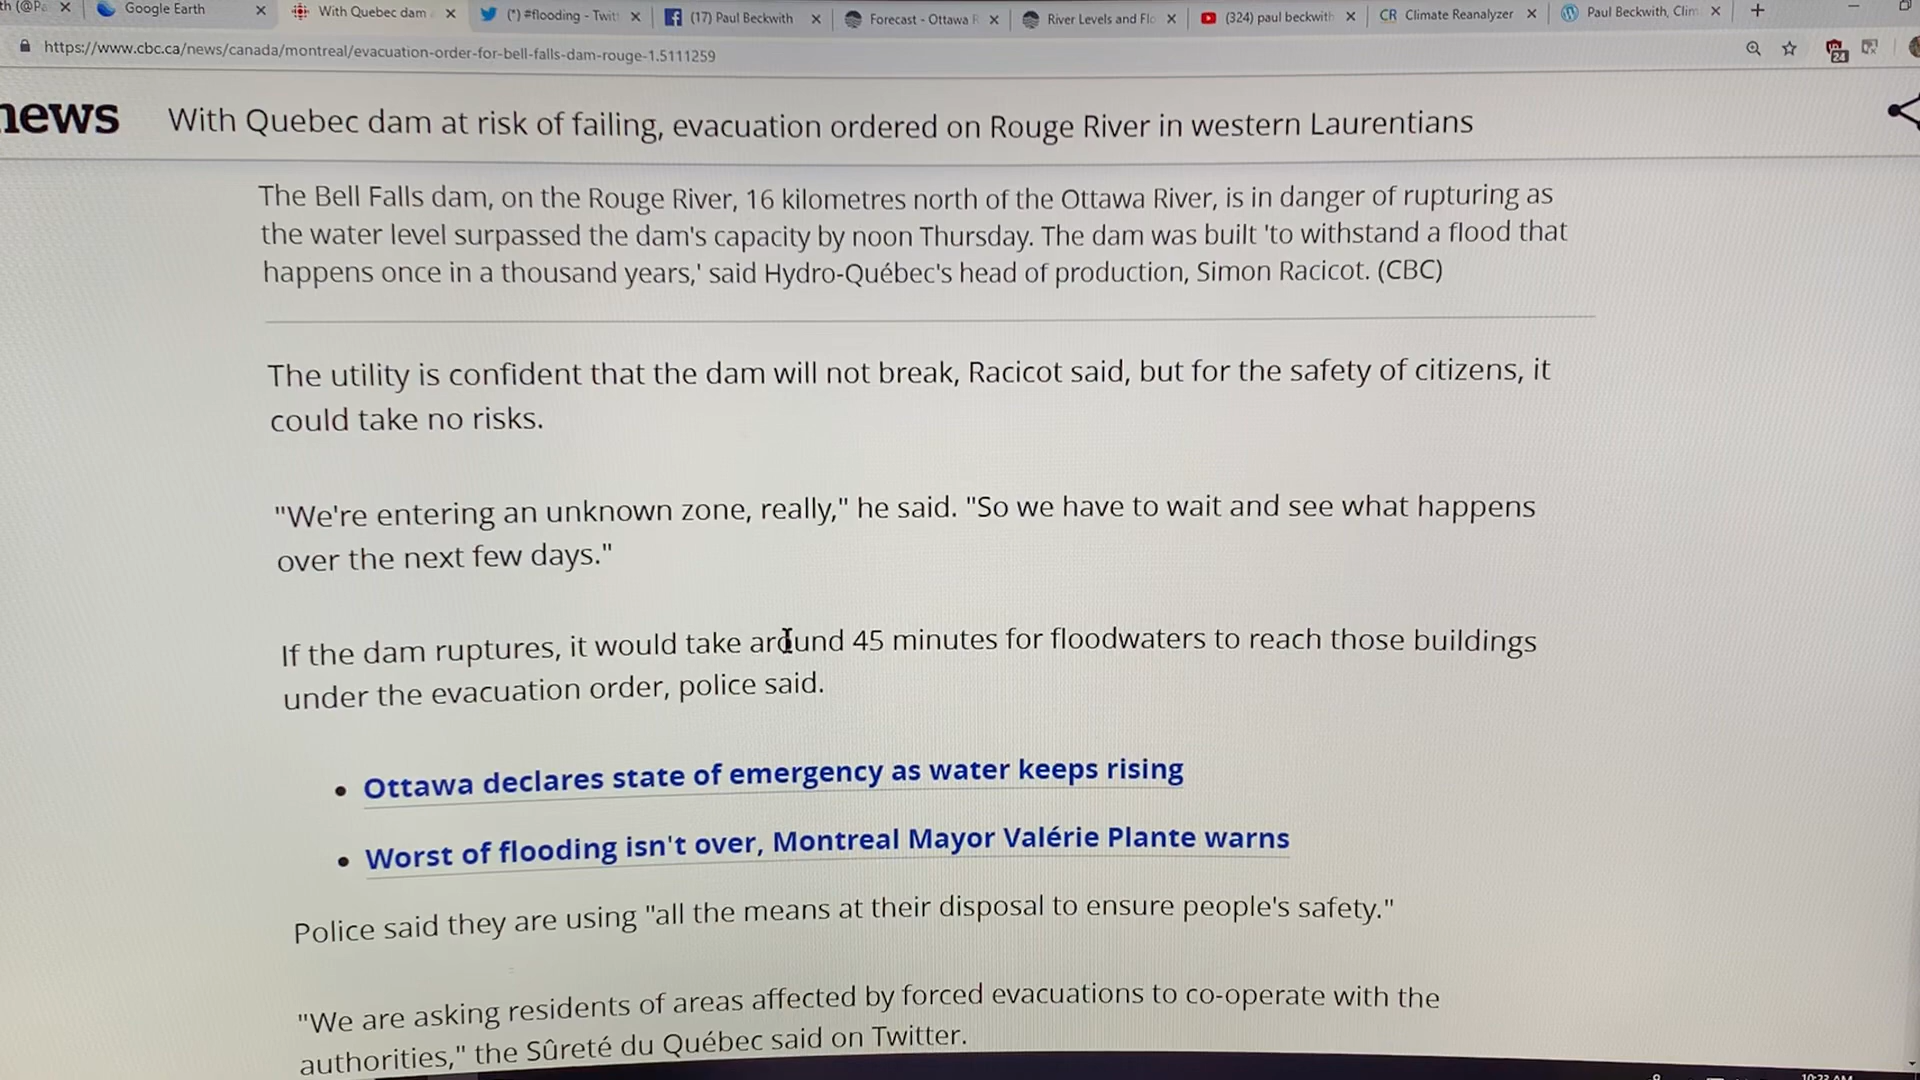 th (@Pa
Google Earth
With Quebec dam
(*) #flooding - Twit
(17) Paul Beckwith
Forecast - Ottawa R
River Levels and Flo
(324) paul beckwith
CR Climate Reanalyzer
Paul Beckwith, Clim
https://www.cbc.ca/news/canada/montreal/evacuation-order-for-bell-falls-dam-rouge-1.5111259
24
news With Quebec dam at risk of failing, evacuation ordered on Rouge River in western Laurentians
The Bell Falls dam, on the Rouge River, 16 kilometres north of the Ottawa River, is in danger of rupturing as
the water level surpassed the dam's capacity by noon Thursday. The dam was built 'to withstand a flood that
happens once in a thousand years,' said Hydro-Québec's head of production, Simon Racicot. (CBC)
The utility is confident that the dam will not break, Racicot said, but for the safety of citizens, it
could take no risks.
"We're entering an unknown zone, really," he said. "So we have to wait and see what happens
over the next few days."
If the dam ruptures, it would take around 45 minutes for floodwaters to reach those buildings
under the evacuation order, police said.
• Ottawa declares state of emergency as water keeps rising
• Worst of flooding isn't over, Montreal Mayor Valérie Plante warns
Police said they are using "all the means at their disposal to ensure people's safety."
"We are asking residents of areas affected by forced evacuations to co-operate with the
authorities," the Sûreté du Québec said on Twitter.